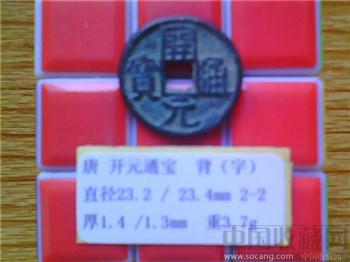 開元通寶
唐 开元通宝 背（字）
直径23.2 / 23.4mm 2-2
厚1.4 /1.3mm 重3.7g
中国收藏网
http://www.socang.com